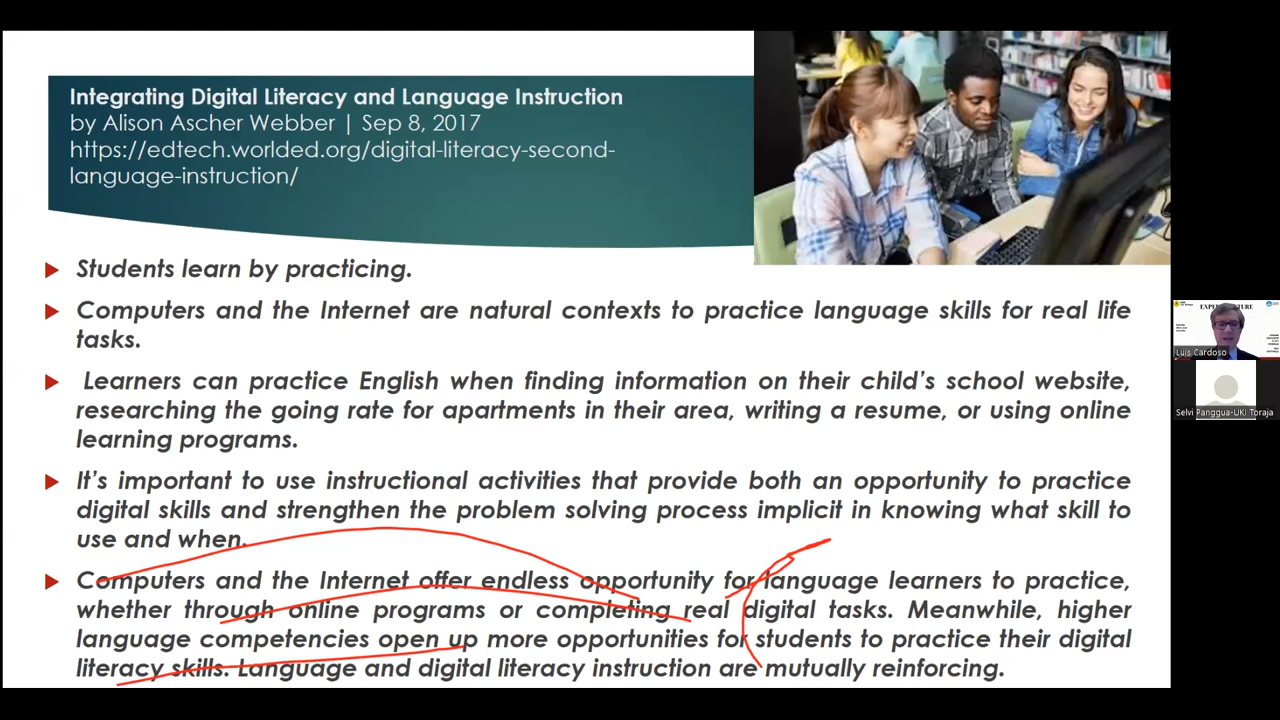 Integrating Digital Literacy and Language Instruction
by Alison Ascher Webber | Sep 8, 2017
https://edtech.worlded.org/digital-literacy-second-
language-instruction/
Students learn by practicing.
Computers and the Internet are natural contexts to practice language skills for real life
tasks.
Learners can practice English when finding information on their child's school website,
researching the going rate for apartments in their area, writing a resume, or using online
learning programs.
It's important to use instructional activities that provide both an opportunity to practice
digital skills and strengthen the problem solving process implicit in knowing what skill to
use and when.
Computers and the Internet offer endless opportunity for language learners to practice,
whether through online programs or completing real digital tasks. Meanwhile, higher
language competencies open up more opportunities for students to practice their digital
literacy skills. Language and digital literacy instruction are mutually reinforcing.
Luis Cardoso
Selvi Panggua-UKI Toraja